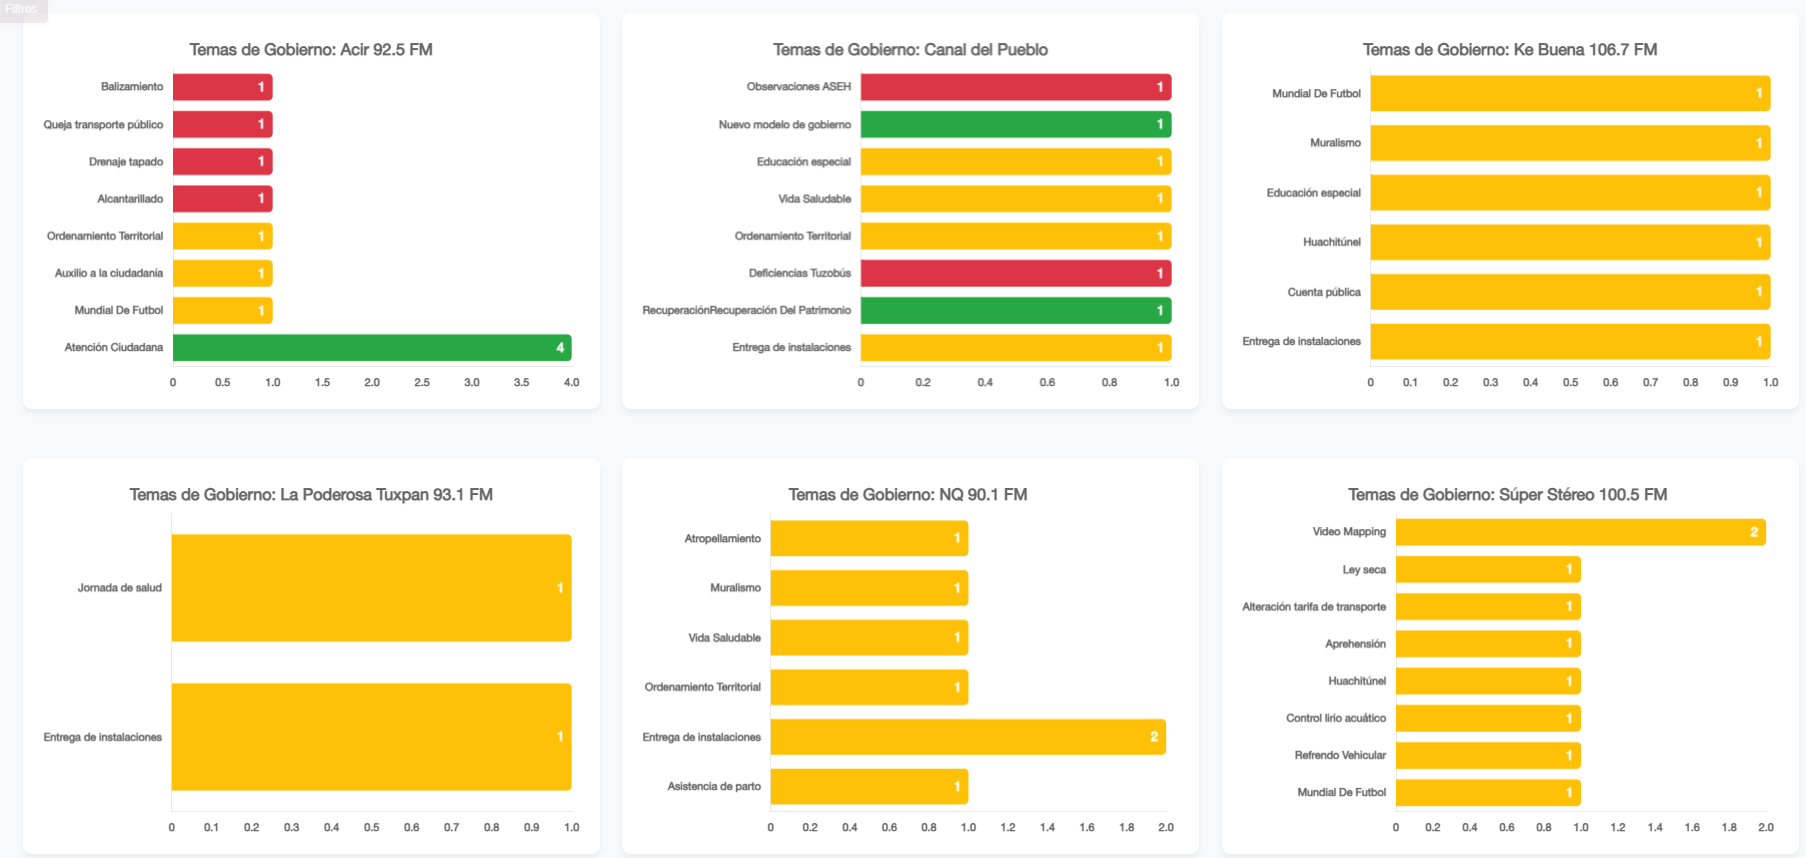 Filtros
Temas de Gobierno: Acir 92.5 FM
Balizamiento 1
Queja transporte público 1
Drenaje tapado 1
Alcantarillado 1
Ordenamiento Territorial 1
Auxilio a la ciudadanía 1
Mundial De Futbol 1
Atención Ciudadana 4
0 0.5 1.0 1.5 2.0 2.5 3.0 3.5 4.0
Temas de Gobierno: Canal del Pueblo
Observaciones ASEH 1
Nuevo modelo de gobierno 1
Educación especial 1
Vida Saludable 1
Ordenamiento Territorial 1
Deficiencias Tuzobús 1
RecuperaciónRecuperación Del Patrimonio 1
Entrega de instalaciones 1
0 0.2 0.4 0.6 0.8 1.0
Temas de Gobierno: Ke Buena 106.7 FM
Mundial De Futbol 1
Muralismo 1
Educación especial 1
Huachitúnel 1
Cuenta pública 1
Entrega de instalaciones 1
0 0.1 0.2 0.3 0.4 0.5 0.6 0.7 0.8 0.9 1.0
Temas de Gobierno: La Poderosa Tuxpan 93.1 FM
Jornada de salud 1
Entrega de instalaciones 1
0 0.1 0.2 0.3 0.4 0.5 0.6 0.7 0.8 0.9 1.0
Temas de Gobierno: NQ 90.1 FM
Atropellamiento 1
Muralismo 1
Vida Saludable 1
Ordenamiento Territorial 1
Entrega de instalaciones 2
Asistencia de parto 1
0 0.2 0.4 0.6 0.8 1.0 1.2 1.4 1.6 1.8 2.0
Temas de Gobierno: Súper Stéreo 100.5 FM
Video Mapping 2
Ley seca 1
Alteración tarifa de transporte 1
Aprehensión 1
Huachitúnel 1
Control lirio acuático 1
Refrendo Vehicular 1
Mundial De Futbol 1
0 0.2 0.4 0.6 0.8 1.0 1.2 1.4 1.6 1.8 2.0